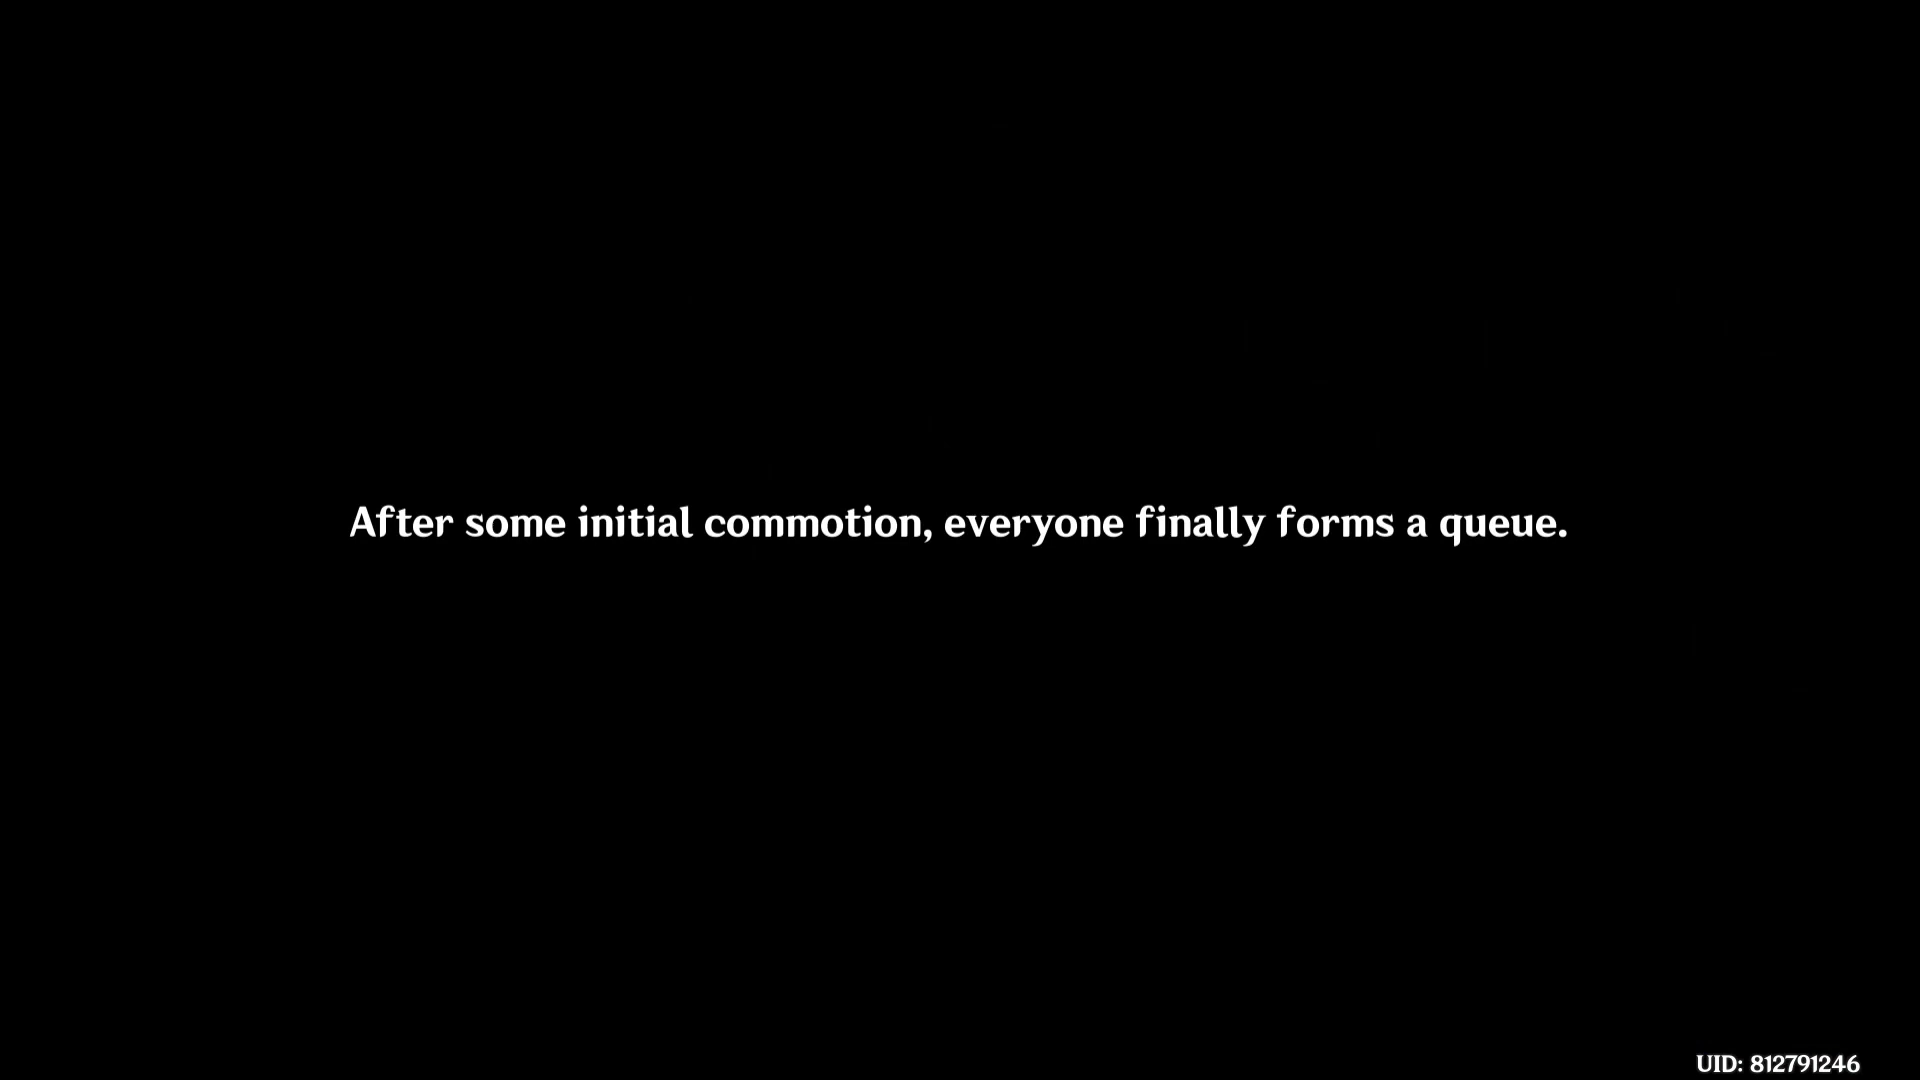 After some initial commotion, everyone finally forms a queue.
UID: 812791246